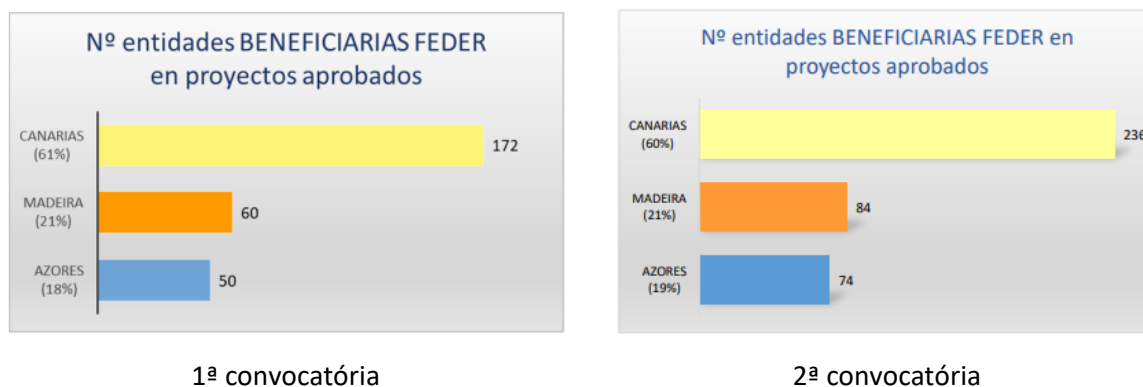 Nº entidades BENEFICIARIAS FEDER
en proyectos aprobados
CANARIAS
(61%)
172
MADEIRA
(21%)
60
AZORES
(18%)
50
Nº entidades BENEFICIARIAS FEDER en
proyectos aprobados
CANARIAS
(60%)
236
MADEIRA
(21%)
84
AZORES
(19%)
74
1ª convocatória
2ª convocatória